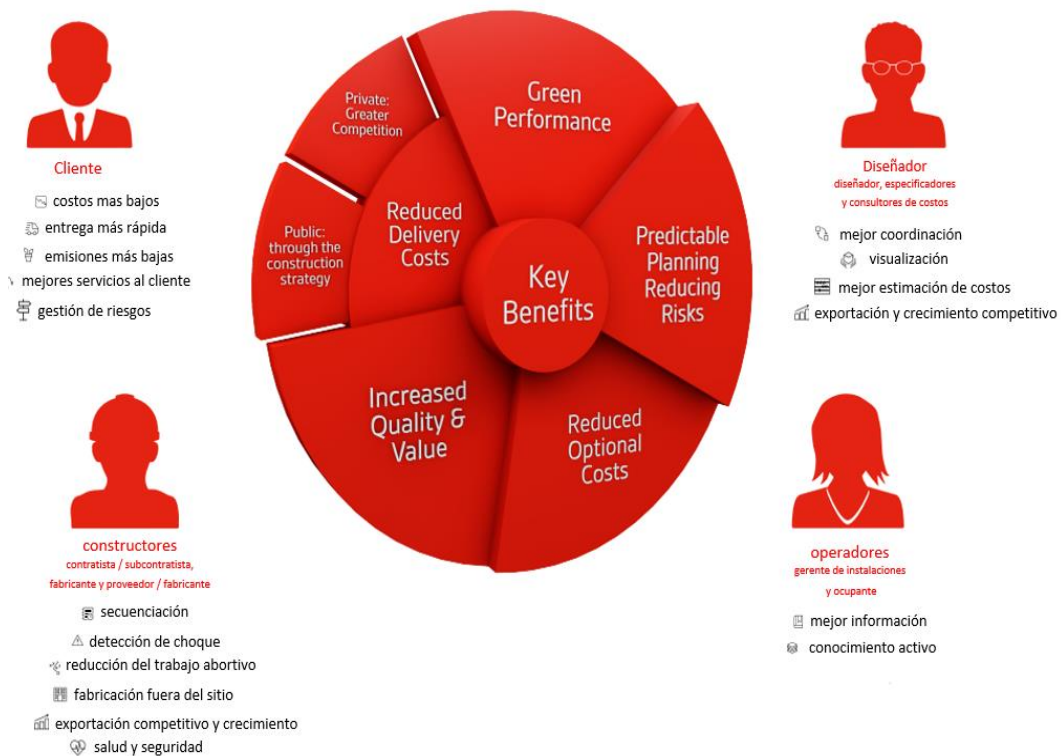 Cliente
costos mas bajos
entrega más rápida
emisiones más bajas
mejores servicios al cliente
gestión de riesgos
Private:
Greater
Competition
Public:
through the
construction
strategy
Reduced
Delivery
Costs
Green
Performance
Predictable
Planning
Reducing
Risks
Key
Benefits
Increased
Quality &
Value
Reduced
Optional
Costs
Diseñador
diseñador, especificadores
y consultores de costos
mejor coordinación
visualización
mejor estimación de costos
exportación y crecimiento competitivo
constructores
contratista / subcontratista,
fabricante y proveedor / fabricante
secuenciación
detección de choque
reducción del trabajo abortivo
fabricación fuera del sitio
exportación competitivo y crecimiento
salud y seguridad
operadores
gerente de instalaciones
y ocupante
mejor información
conocimiento activo